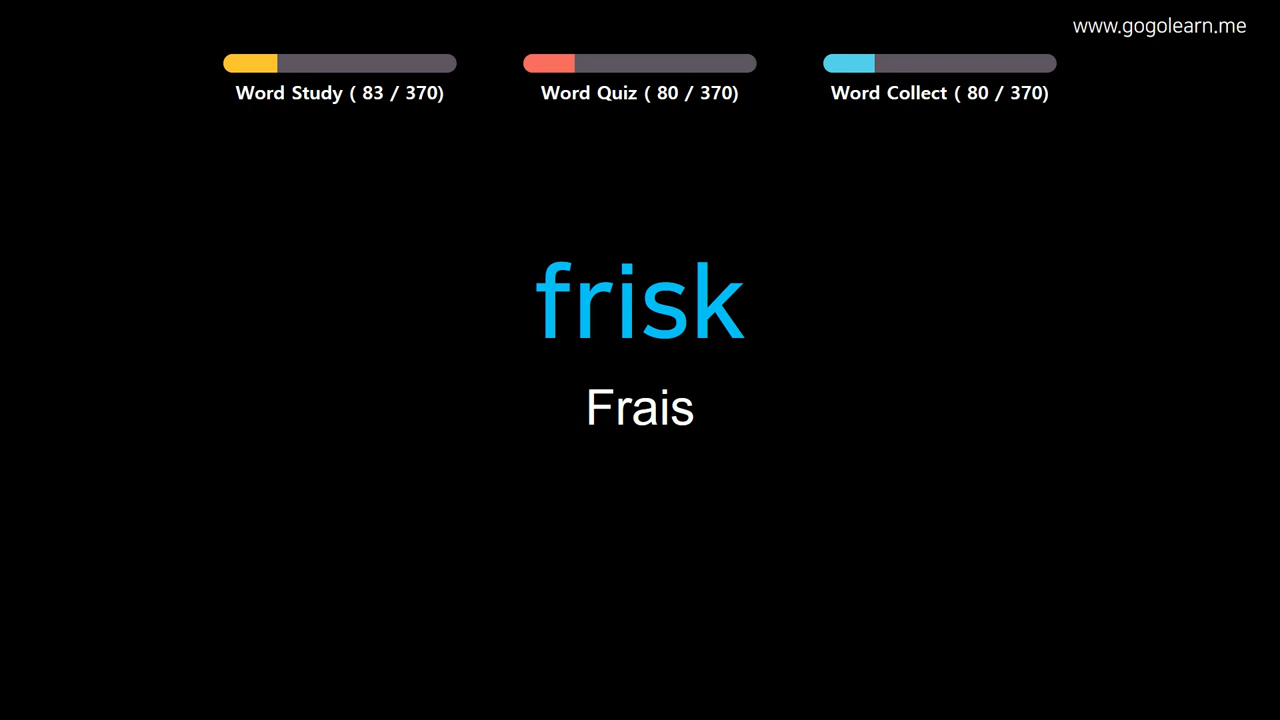 www.gogolearn.me
Word Study ( 83 / 370)
Word Quiz ( 80 / 370)
Word Collect ( 80 / 370)
frisk
Frais